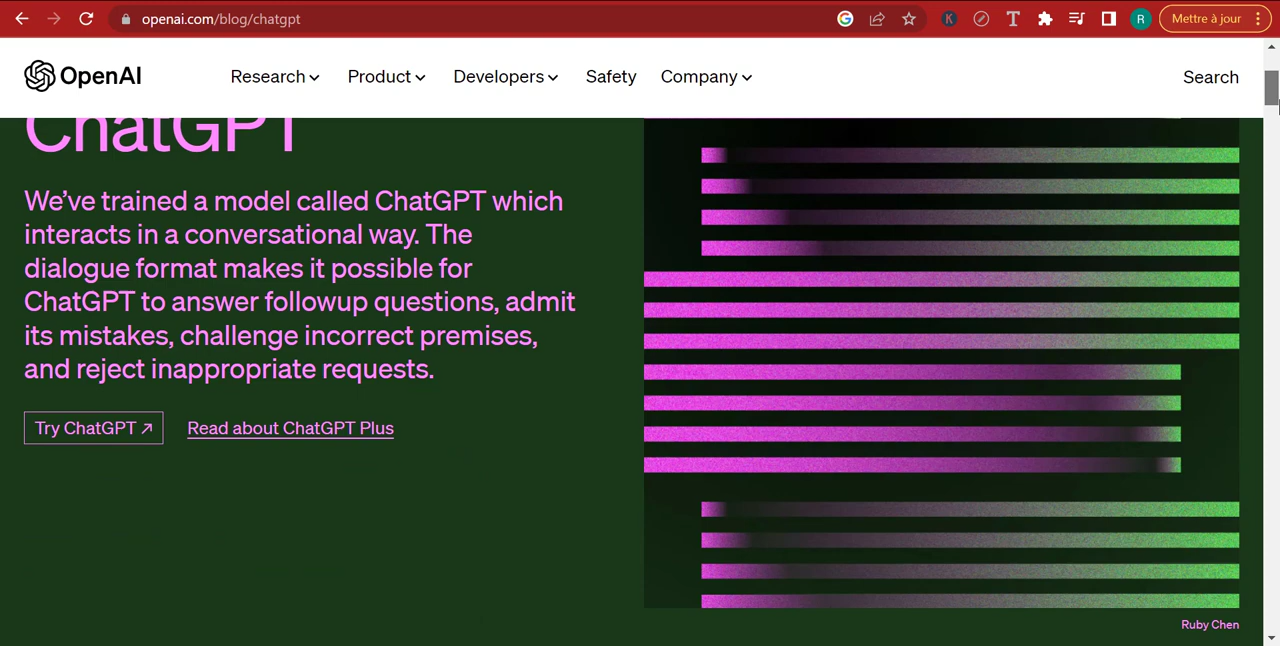 openai.com/blog/chatgpt
K
T
R
Mettre à jour
OpenAI
Research
Product
Developers
Safety
Company
Search
ChatGPT
We’ve trained a model called ChatGPT which
interacts in a conversational way. The
dialogue format makes it possible for
ChatGPT to answer followup questions, admit
its mistakes, challenge incorrect premises,
and reject inappropriate requests.
Try ChatGPT ↗
Read about ChatGPT Plus
Ruby Chen